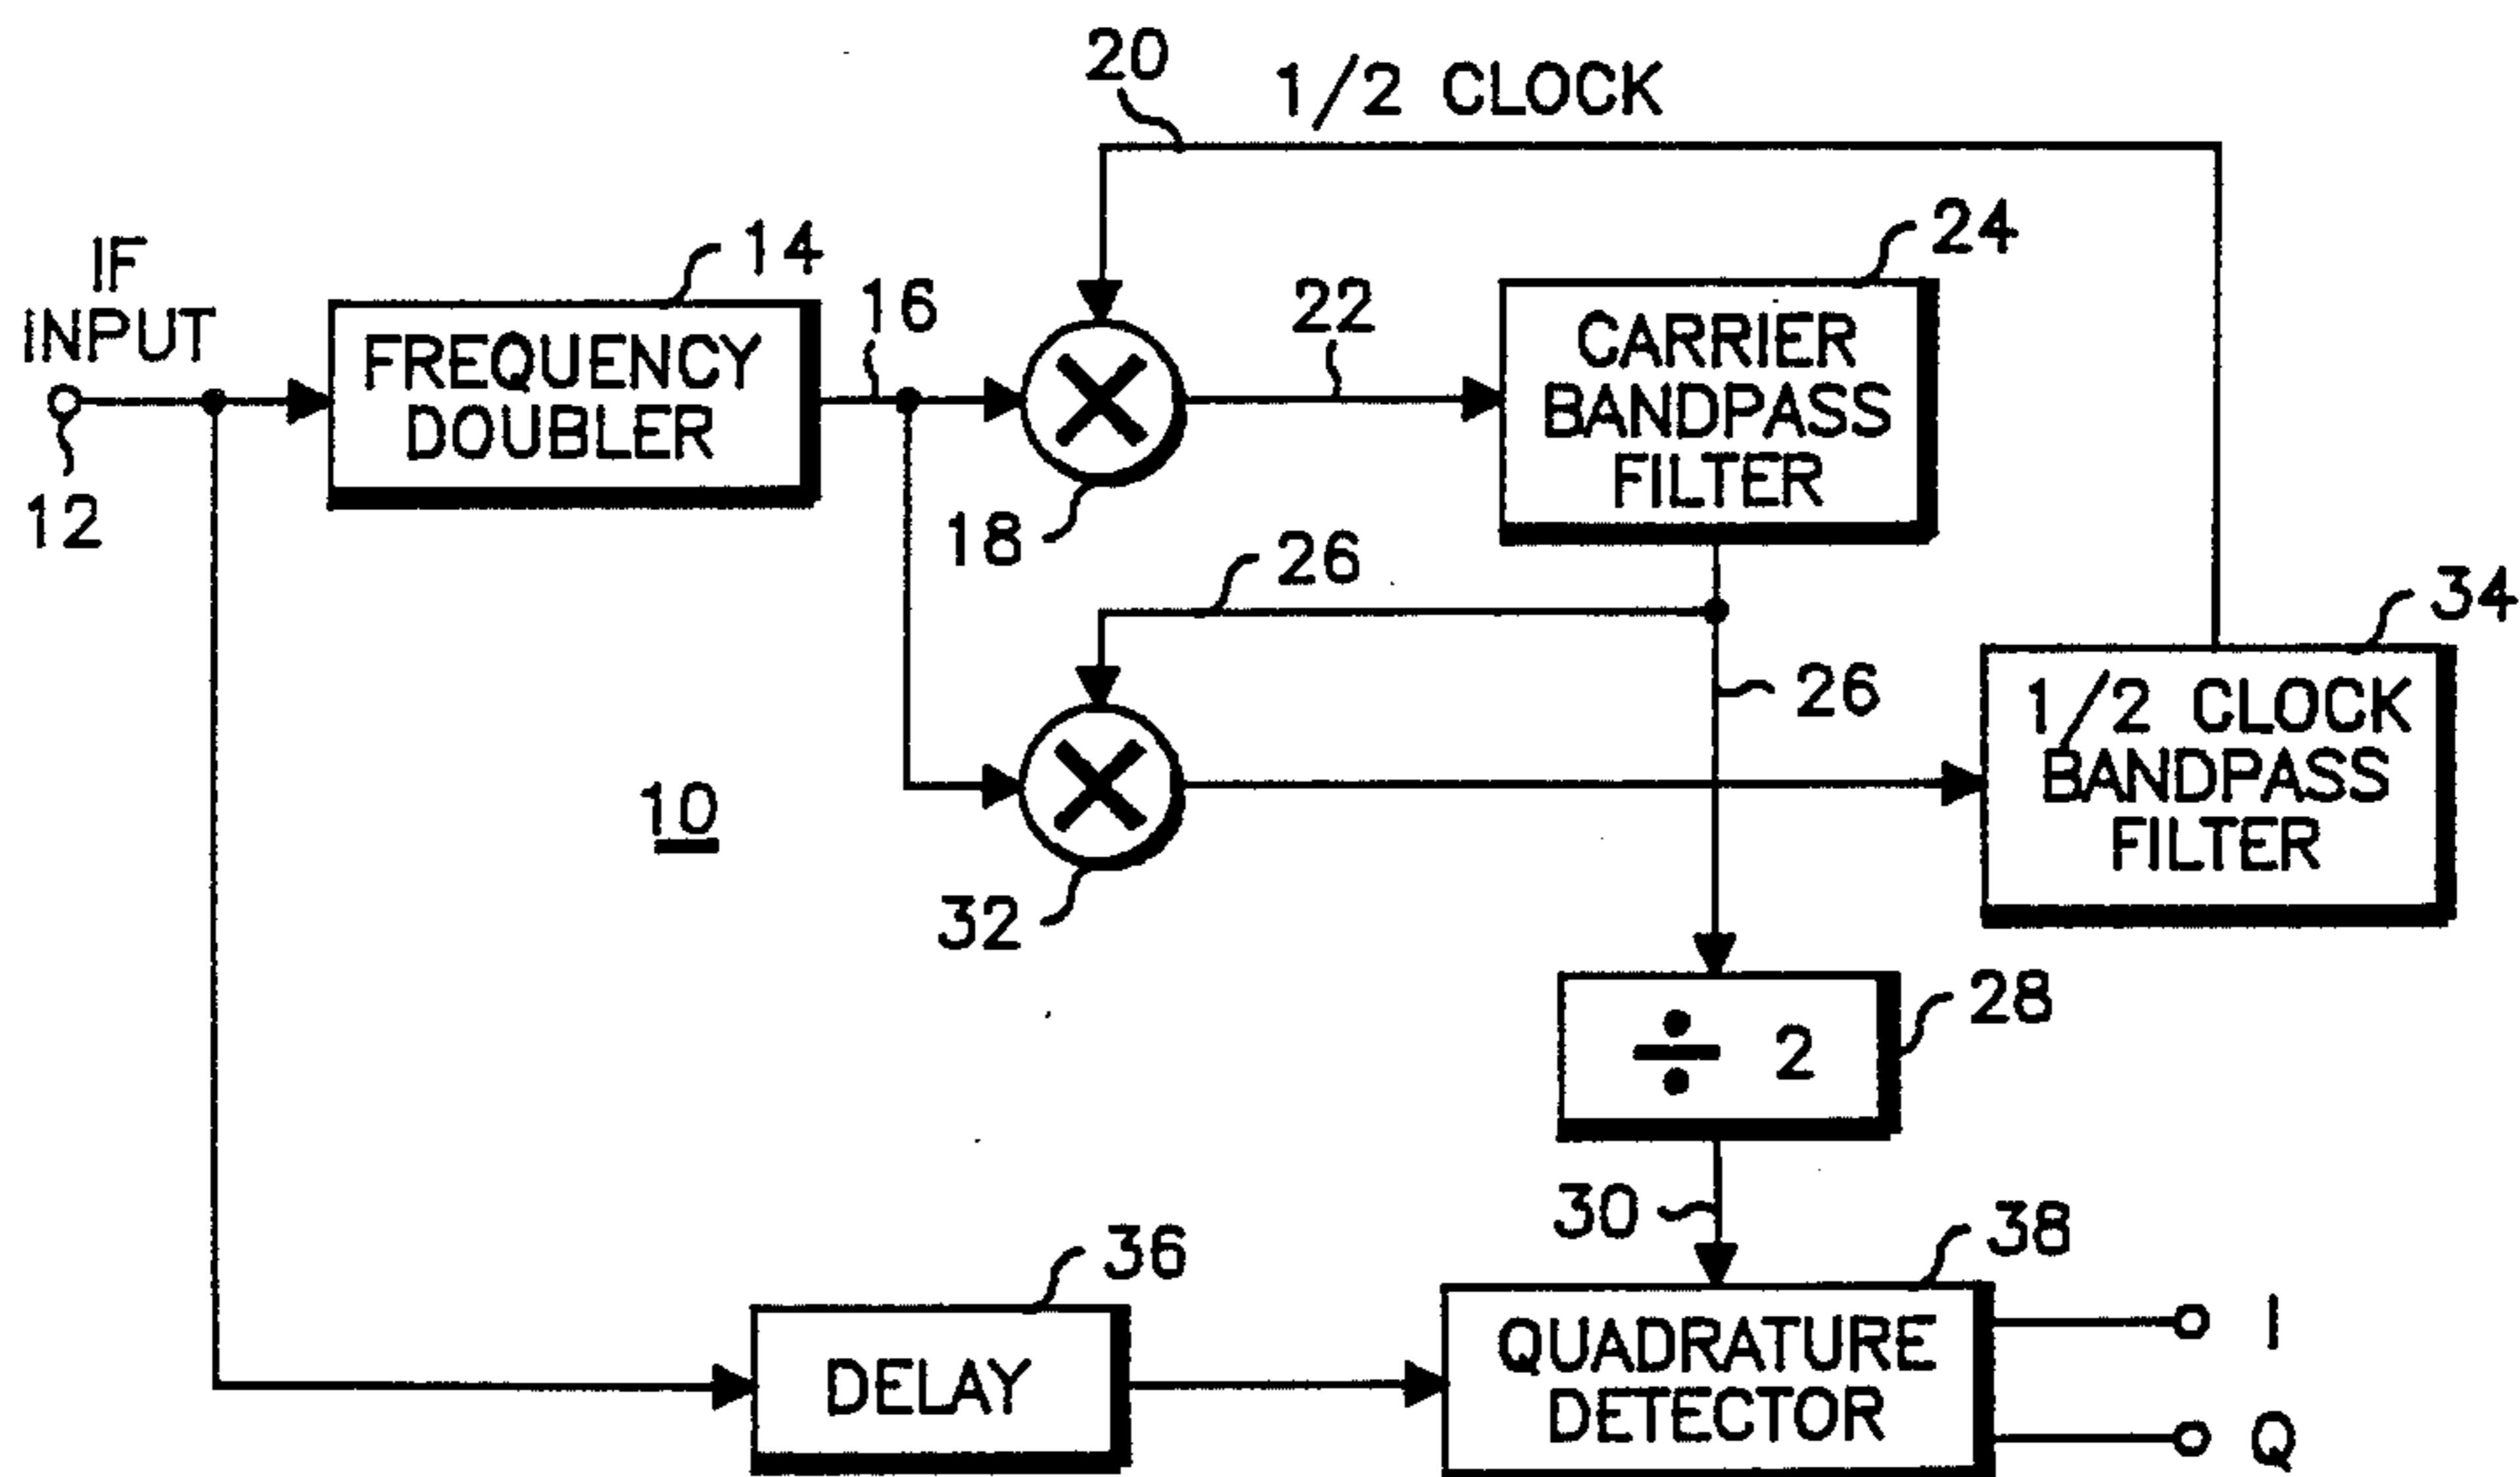 20
1/2 CLOCK
IF
INPUT
12
14
FREQUENCY
DOUBLER
16
18
22
24
CARRIER
BANDPASS
FILTER
26
26
34
1/2 CLOCK
BANDPASS
FILTER
10
32
28
÷ 2
30
36
DELAY
38
QUADRATURE
DETECTOR
I
Q